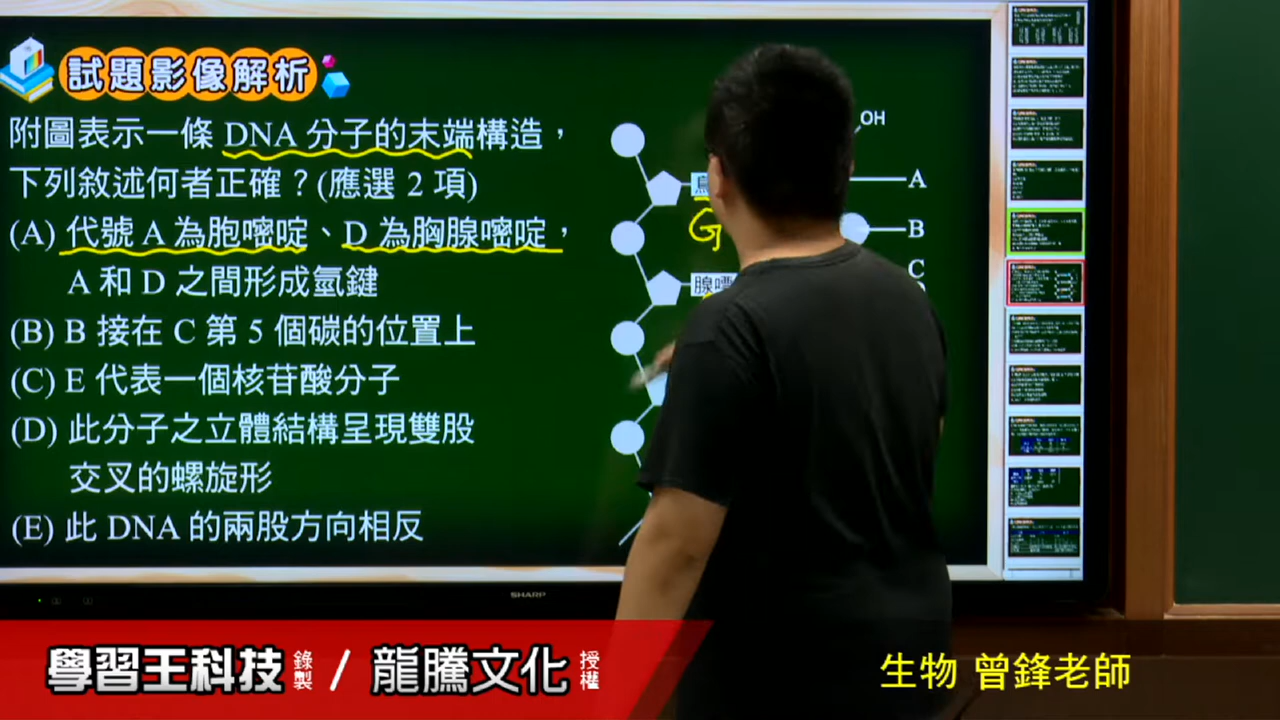 試題影像解析
附圖表示一條 DNA 分子的末端構造，
下列敘述何者正確？(應選 2 項)
(A) 代號 A 為胞嘧啶、D 為胸腺嘧啶，
A 和 D 之間形成氫鍵
(B) B 接在 C 第 5 個碳的位置上
(C) E 代表一個核苷酸分子
(D) 此分子之立體結構呈現雙股
交叉的螺旋形
(E) 此 DNA 的兩股方向相反
OH
A
G
B
腺嘌
C
SHARP
學習王科技 錄製 / 龍騰文化 授權
生物 曾鋒老師